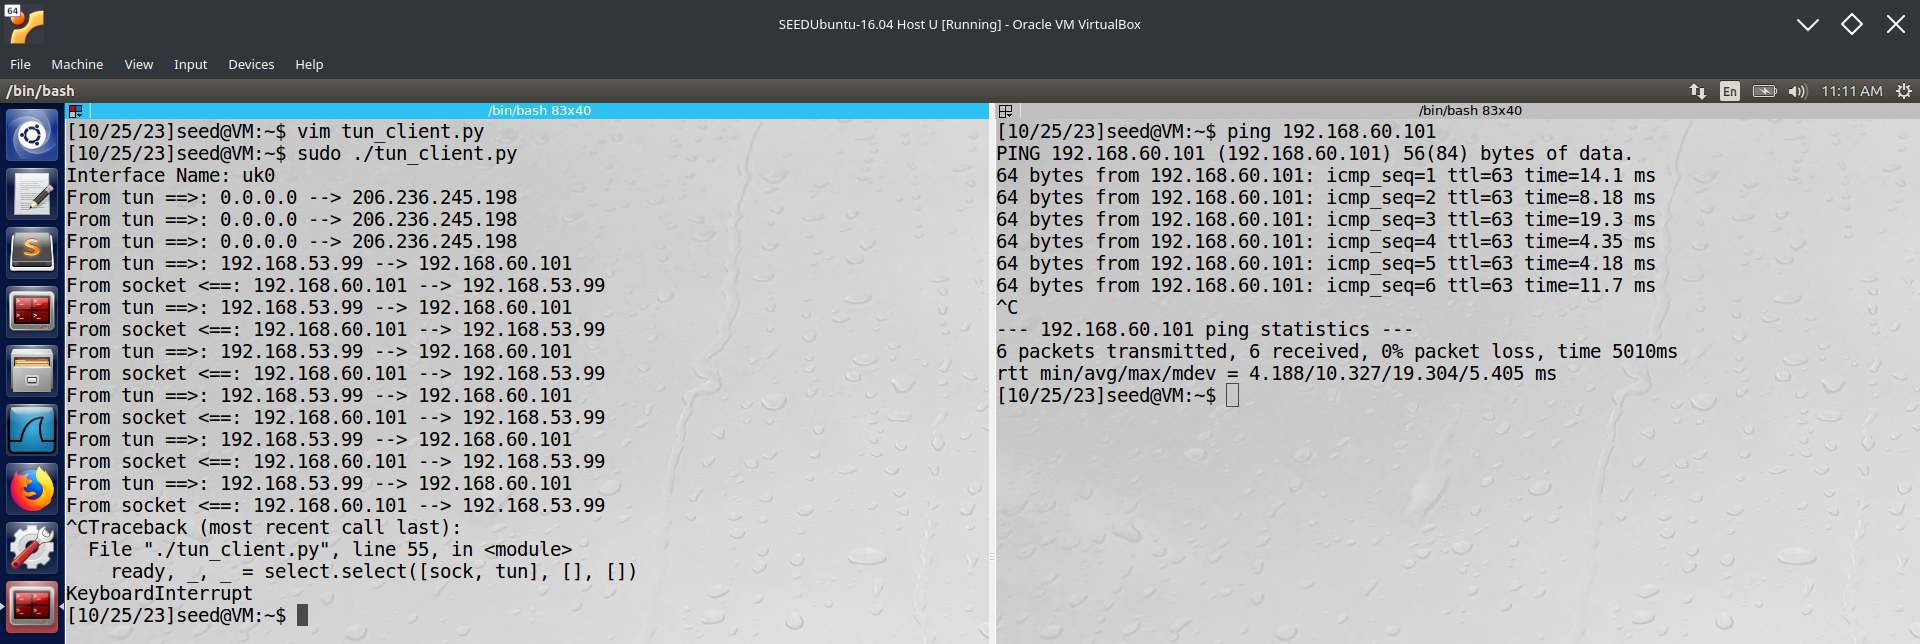 64
SEEDUbuntu-16.04 Host U [Running] - Oracle VM VirtualBox
File Machine View Input Devices Help
/bin/bash
En
11:11 AM
/bin/bash 83x40
[10/25/23]seed@VM:~$ vim tun_client.py
[10/25/23]seed@VM:~$ sudo ./tun_client.py
Interface Name: uk0
From tun ==>: 0.0.0.0 --> 206.236.245.198
From tun ==>: 0.0.0.0 --> 206.236.245.198
From tun ==>: 0.0.0.0 --> 206.236.245.198
From tun ==>: 192.168.53.99 --> 192.168.60.101
From socket <==: 192.168.60.101 --> 192.168.53.99
From tun ==>: 192.168.53.99 --> 192.168.60.101
From socket <==: 192.168.60.101 --> 192.168.53.99
From tun ==>: 192.168.53.99 --> 192.168.60.101
From socket <==: 192.168.60.101 --> 192.168.53.99
From tun ==>: 192.168.53.99 --> 192.168.60.101
From socket <==: 192.168.60.101 --> 192.168.53.99
From tun ==>: 192.168.53.99 --> 192.168.60.101
From socket <==: 192.168.60.101 --> 192.168.53.99
From tun ==>: 192.168.53.99 --> 192.168.60.101
From socket <==: 192.168.60.101 --> 192.168.53.99
^CTraceback (most recent call last):
  File "./tun_client.py", line 55, in <module>
    ready, _, _ = select.select([sock, tun], [], [])
KeyboardInterrupt
[10/25/23]seed@VM:~$
/bin/bash 83x40
[10/25/23]seed@VM:~$ ping 192.168.60.101
PING 192.168.60.101 (192.168.60.101) 56(84) bytes of data.
64 bytes from 192.168.60.101: icmp_seq=1 ttl=63 time=14.1 ms
64 bytes from 192.168.60.101: icmp_seq=2 ttl=63 time=8.18 ms
64 bytes from 192.168.60.101: icmp_seq=3 ttl=63 time=19.3 ms
64 bytes from 192.168.60.101: icmp_seq=4 ttl=63 time=4.35 ms
64 bytes from 192.168.60.101: icmp_seq=5 ttl=63 time=4.18 ms
64 bytes from 192.168.60.101: icmp_seq=6 ttl=63 time=11.7 ms
^C
--- 192.168.60.101 ping statistics ---
6 packets transmitted, 6 received, 0% packet loss, time 5010ms
rtt min/avg/max/mdev = 4.188/10.327/19.304/5.405 ms
[10/25/23]seed@VM:~$